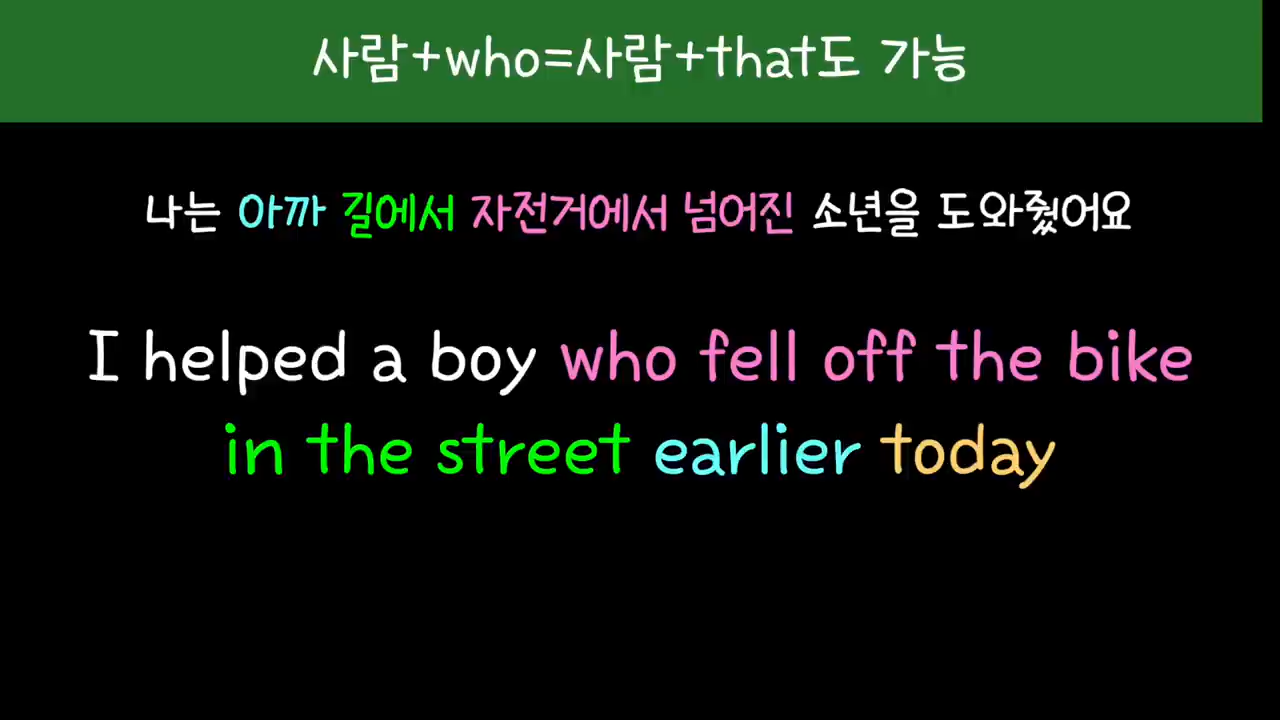 사람+who=사람+that도 가능
나는 아까 길에서 자전거에서 넘어진 소년을 도와줬어요
I helped a boy who fell off the bike
in the street earlier today